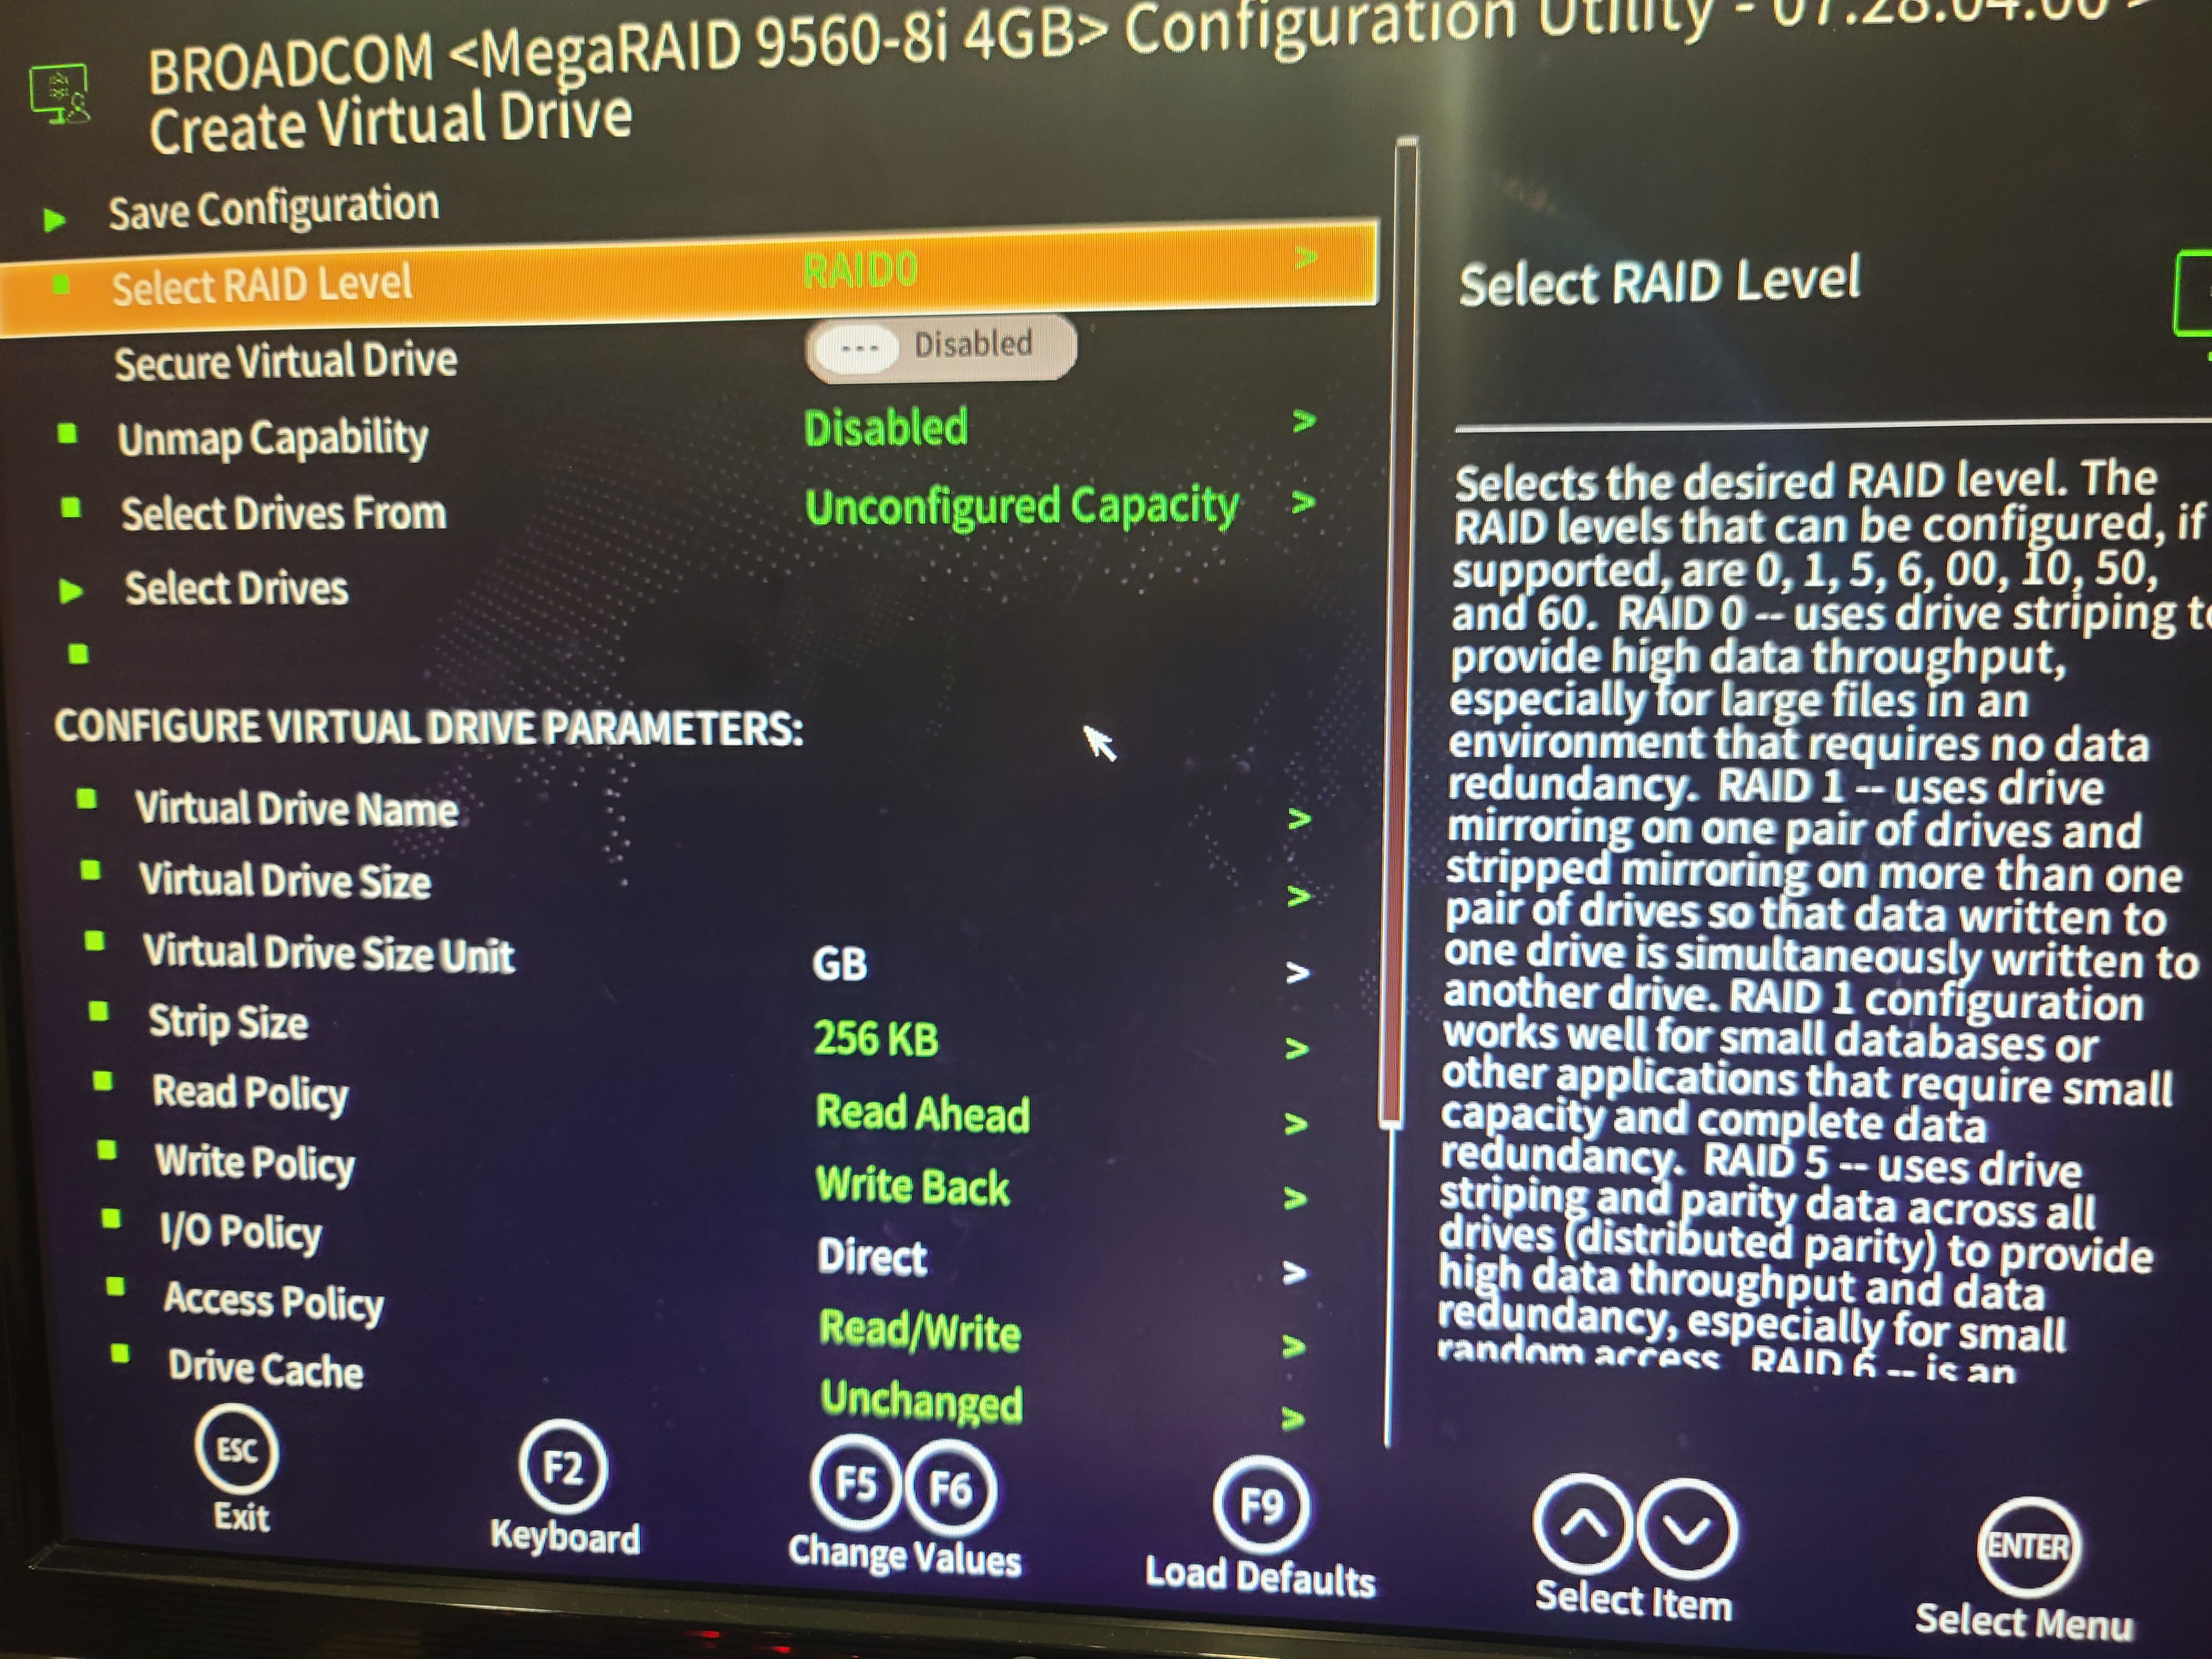 BROADCOM <MegaRAID 9560-8i 4GB> Configuration Utility - 07.28.04.00
Create Virtual Drive
Save Configuration
Select RAID Level RAID0 >
Secure Virtual Drive --- Disabled
Unmap Capability Disabled >
Select Drives From Unconfigured Capacity >
Select Drives
CONFIGURE VIRTUAL DRIVE PARAMETERS:
Virtual Drive Name >
Virtual Drive Size >
Virtual Drive Size Unit GB >
Strip Size 256 KB >
Read Policy Read Ahead >
Write Policy Write Back >
I/O Policy Direct >
Access Policy Read/Write >
Drive Cache Unchanged >
Select RAID Level
Selects the desired RAID level. The
RAID levels that can be configured, if
supported, are 0, 1, 5, 6, 00, 10, 50,
and 60. RAID 0 -- uses drive striping to
provide high data throughput,
especially for large files in an
environment that requires no data
redundancy. RAID 1 -- uses drive
mirroring on one pair of drives and
stripped mirroring on more than one
pair of drives so that data written to
one drive is simultaneously written to
another drive. RAID 1 configuration
works well for small databases or
other applications that require small
capacity and complete data
redundancy. RAID 5 -- uses drive
striping and parity data across all
drives (distributed parity) to provide
high data throughput and data
redundancy, especially for small
random access. RAID 6 -- is an
ESC Exit
F2 Keyboard
F5 F6 Change Values
F9 Load Defaults
Select Item
ENTER Select Menu